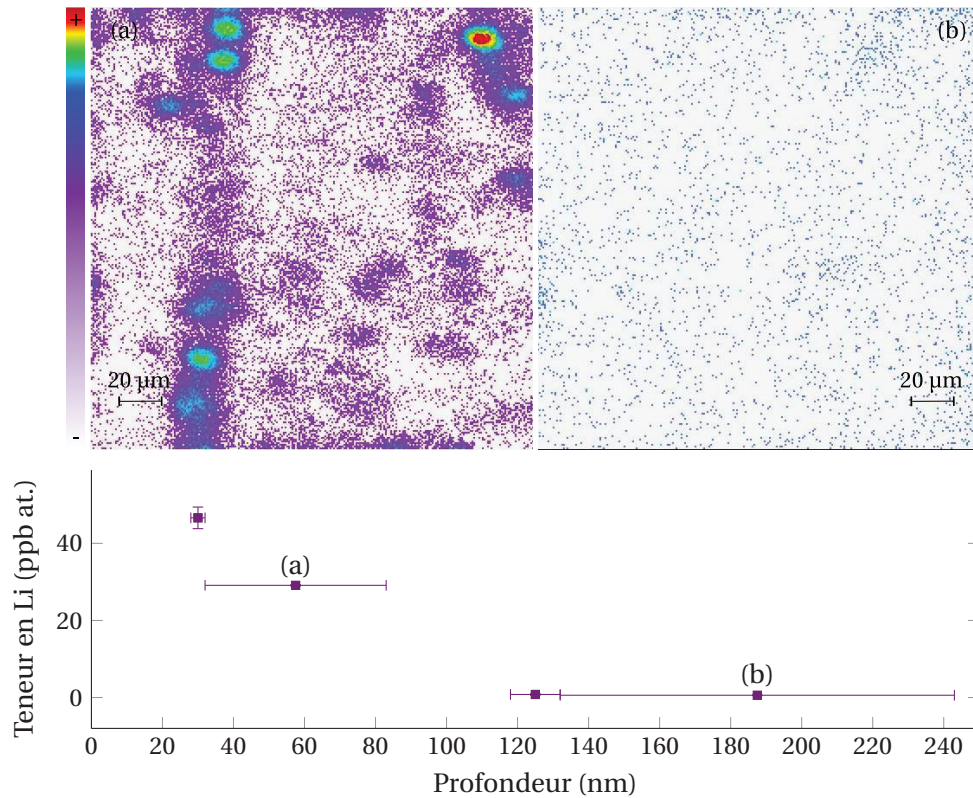 +
(a)
(b)
20 µm
20 µm
-
Teneur en Li (ppb at.)
40
20
0
(a)
(b)
0 20 40 60 80 100 120 140 160 180 200 220 240
Profondeur (nm)